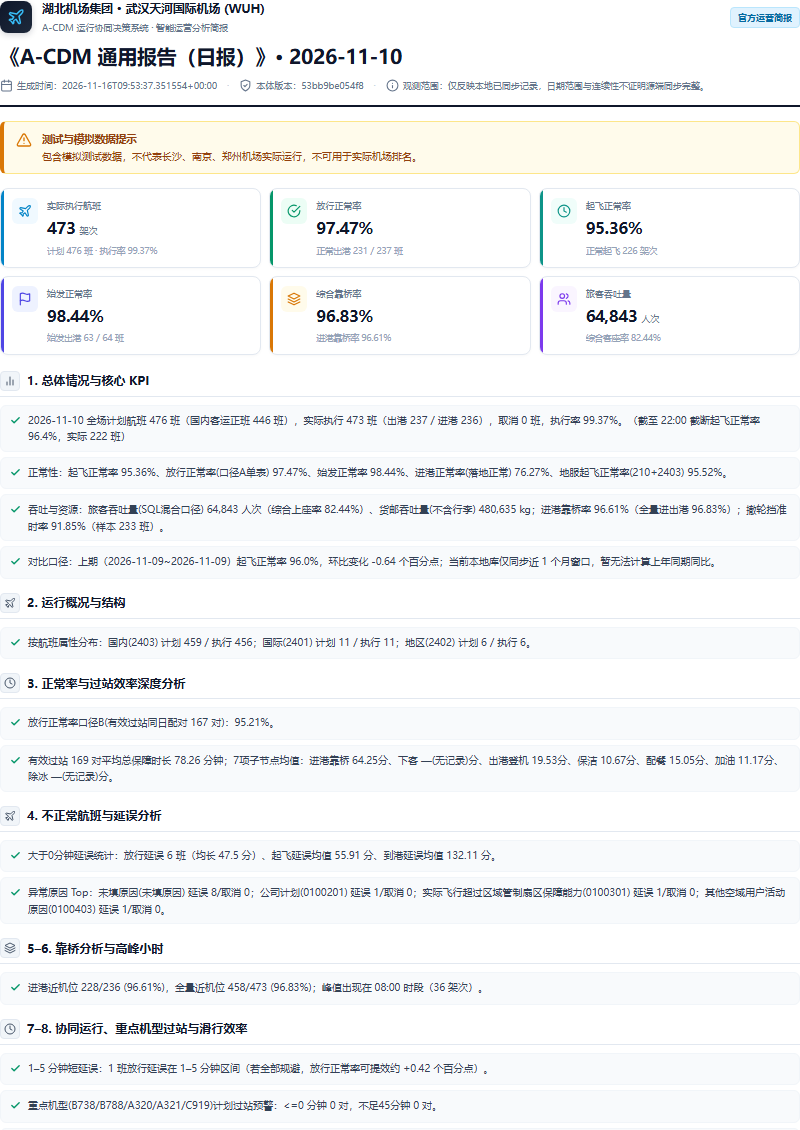 湖北机场集团 • 武汉天河国际机场 (WUH)
A-CDM 运行协同决策系统 · 智能运营分析简报
官方运营简报
《A-CDM 通用报告（日报）》• 2026-11-10
生成时间：2026-11-16T09:53:37.351554+00:00 · 本体版本：53bb9be054f8 · 观测范围：仅反映本地已同步记录，日期范围与连续性不证明源端同步完整。
测试与模拟数据提示
包含模拟测试数据，不代表长沙、南京、郑州机场实际运行，不可用于实际机场排名。
实际执行航班
473 架次
计划 476 班 · 执行率 99.37%
放行正常率
97.47%
正常出港 231 / 237 班
起飞正常率
95.36%
正常起飞 226 架次
始发正常率
98.44%
始发出港 63 / 64 班
综合靠桥率
96.83%
进港靠桥率 96.61%
旅客吞吐量
64,843 人次
综合客座率 82.44%
1. 总体情况与核心 KPI
2026-11-10 全场计划航班 476 班（国内客运正班 446 班），实际执行 473 班（出港 237 / 进港 236），取消 0 班，执行率 99.37%。（截至 22:00 截断起飞正常率
96.4%，实际 222 班）
正常性：起飞正常率 95.36%、放行正常率(口径A单表) 97.47%、始发正常率 98.44%、进港正常率(落地正常) 76.27%、地服起飞正常率(210+2403) 95.52%。
吞吐与资源：旅客吞吐量(SQL混合口径) 64,843 人次（综合上座率 82.44%）、货邮吞吐量(不含行李) 480,635 kg；进港靠桥率 96.61%（全量进出港 96.83%）；撤轮挡准
时率 91.85%（样本 233 班）。
对比口径：上期（2026-11-09~2026-11-09）起飞正常率 96.0%，环比变化 -0.64 个百分点；当前本地库仅同步近 1 个月窗口，暂无法计算上年同期同比。
2. 运行概况与结构
按航班属性分布：国内(2403) 计划 459 / 执行 456；国际(2401) 计划 11 / 执行 11；地区(2402) 计划 6 / 执行 6。
3. 正常率与过站效率深度分析
放行正常率口径B(有效过站同日配对 167 对)：95.21%。
有效过站 169 对平均总保障时长 78.26 分钟；7项子节点均值：进港靠桥 64.25分、下客 —(无记录)分、出港登机 19.53分、保洁 10.67分、配餐 15.05分、加油 11.17分、
除冰 —(无记录)分。
4. 不正常航班与延误分析
大于0分钟延误统计：放行延误 6 班（均长 47.5 分）、起飞延误均值 55.91 分、到港延误均值 132.11 分。
异常原因 Top：未填原因(未填原因) 延误 8/取消 0；公司计划(0100201) 延误 1/取消 0；实际飞行超过区域管制扇区保障能力(0100301) 延误 1/取消 0；其他空域用户活动
原因(0100403) 延误 1/取消 0。
5–6. 靠桥分析与高峰小时
进港近机位 228/236 (96.61%)，全量近机位 458/473 (96.83%)；峰值出现在 08:00 时段（36 架次）。
7–8. 协同运行、重点机型过站与滑行效率
1–5 分钟短延误：1 班放行延误在 1–5 分钟区间（若全部规避，放行正常率可提效约 +0.42 个百分点）。
重点机型(B738/B788/A320/A321/C919)计划过站预警：<=0 分钟 0 对，不足45分钟 0 对。